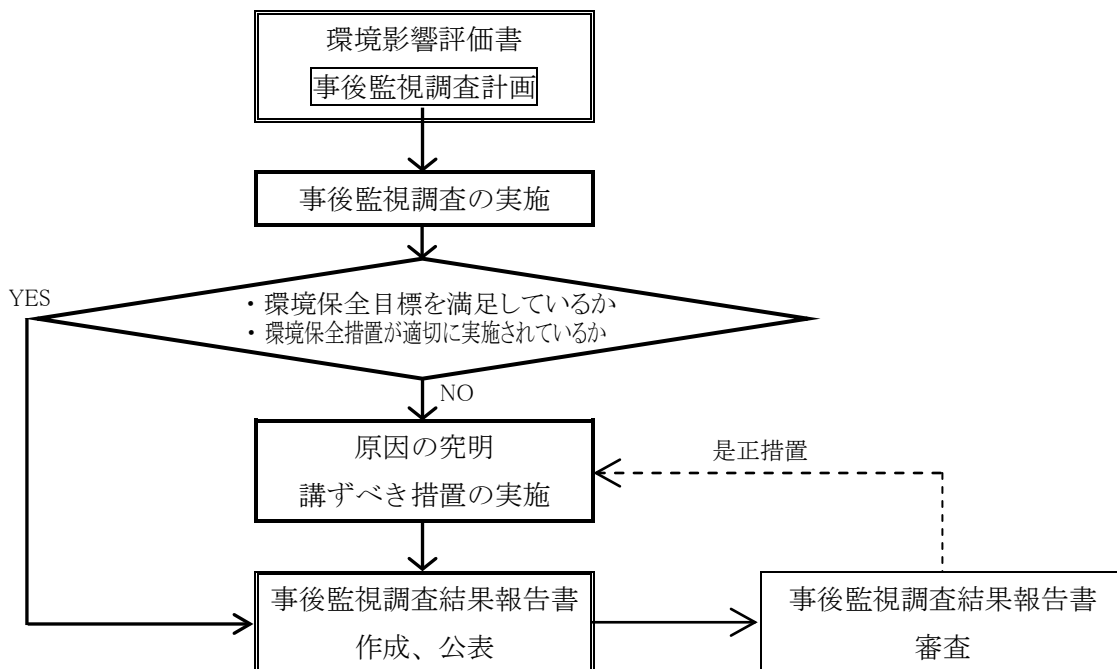 環境影響評価書
事後監視調査計画
事後監視調査の実施
YES
・環境保全目標を満足しているか
・環境保全措置が適切に実施されているか
NO
原因の究明
講ずべき措置の実施
是正措置
事後監視調査結果報告書
作成、公表
事後監視調査結果報告書
審査